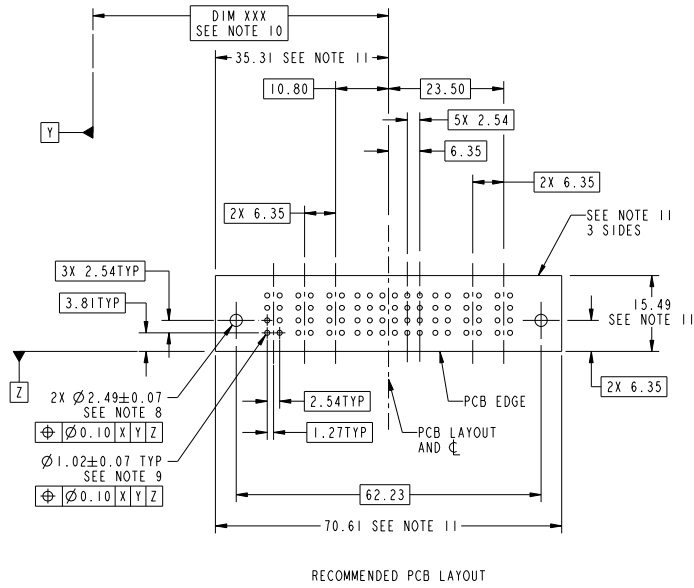 DIM XXX
SEE NOTE 10
35.31 SEE NOTE 11
10.80
23.50
Y
5X 2.54
6.35
2X 6.35
2X 6.35
SEE NOTE 11
3 SIDES
3X 2.54TYP
3.81TYP
15.49
SEE NOTE 11
Z
2X 6.35
2X Ø2.49±0.07
SEE NOTE 8
⌖ Ø0.10 X Y Z
2.54TYP
PCB EDGE
1.27TYP
PCB LAYOUT
AND ℄
Ø1.02±0.07 TYP
SEE NOTE 9
⌖ Ø0.10 X Y Z
62.23
70.61 SEE NOTE 11
RECOMMENDED PCB LAYOUT